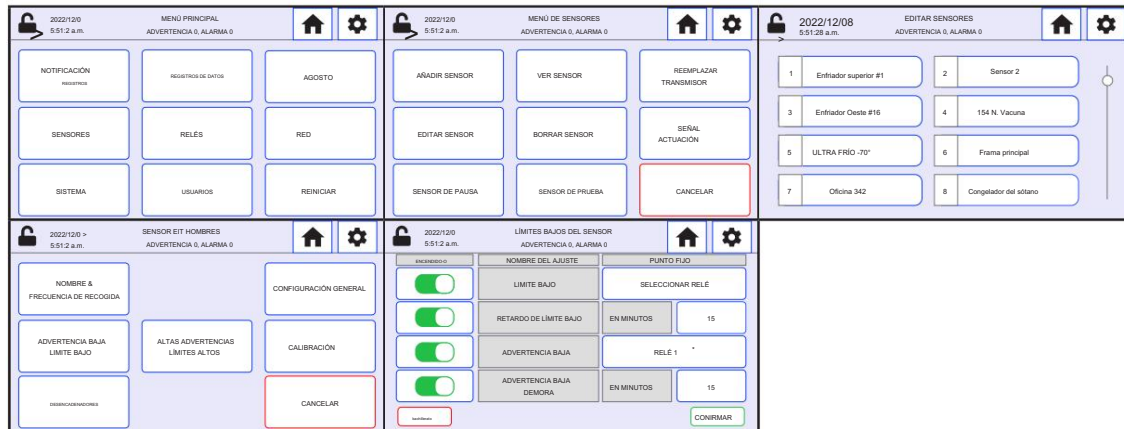 2022/12/0
5:51:2 a.m.
>
MENÚ PRINCIPAL
ADVERTENCIA 0, ALARMA 0
NOTIFICACIÓN
REGISTROS
REGISTROS DE DATOS
AGOSTO
SENSORES
RELÉS
RED
SISTEMA
USUARIOS
REINICIAR
2022/12/0
5:51:2 a.m.
>
MENÚ DE SENSORES
ADVERTENCIA 0, ALARMA 0
AÑADIR SENSOR
VER SENSOR
REEMPLAZAR
TRANSMISOR
EDITAR SENSOR
BORRAR SENSOR
SEÑAL
ACTUACIÓN
SENSOR DE PAUSA
SENSOR DE PRUEBA
CANCELAR
2022/12/08
5:51:28 a.m.
>
EDITAR SENSORES
ADVERTENCIA 0, ALARMA 0
1 Enfriador superior #1
2 Sensor 2
3 Enfriador Oeste #16
4 154 N. Vacuna
5 ULTRA FRÍO -70°
6 Frama principal
7 Oficina 342
8 Congelador del sótano
2022/12/0 >
5:51:2 a.m.
SENSOR EIT HOMBRES
ADVERTENCIA 0, ALARMA 0
NOMBRE &
FRECUENCIA DE RECOGIDA
CONFIGURACIÓN GENERAL
ADVERTENCIA BAJA
LIMITE BAJO
ALTAS ADVERTENCIAS
LÍMITES ALTOS
CALIBRACIÓN
DESENCADENADORES
CANCELAR
2022/12/0
5:51:2 a.m.
LÍMITES BAJOS DEL SENSOR
ADVERTENCIA 0, ALARMA 0
ENCENDIDO-O
NOMBRE DEL AJUSTE
PUNTO FIJO
LIMITE BAJO
SELECCIONAR RELÉ
RETARDO DE LÍMITE BAJO
EN MINUTOS
15
ADVERTENCIA BAJA
RELÉ 1 "
ADVERTENCIA BAJA
DEMORA
EN MINUTOS
15
CONIRMAR